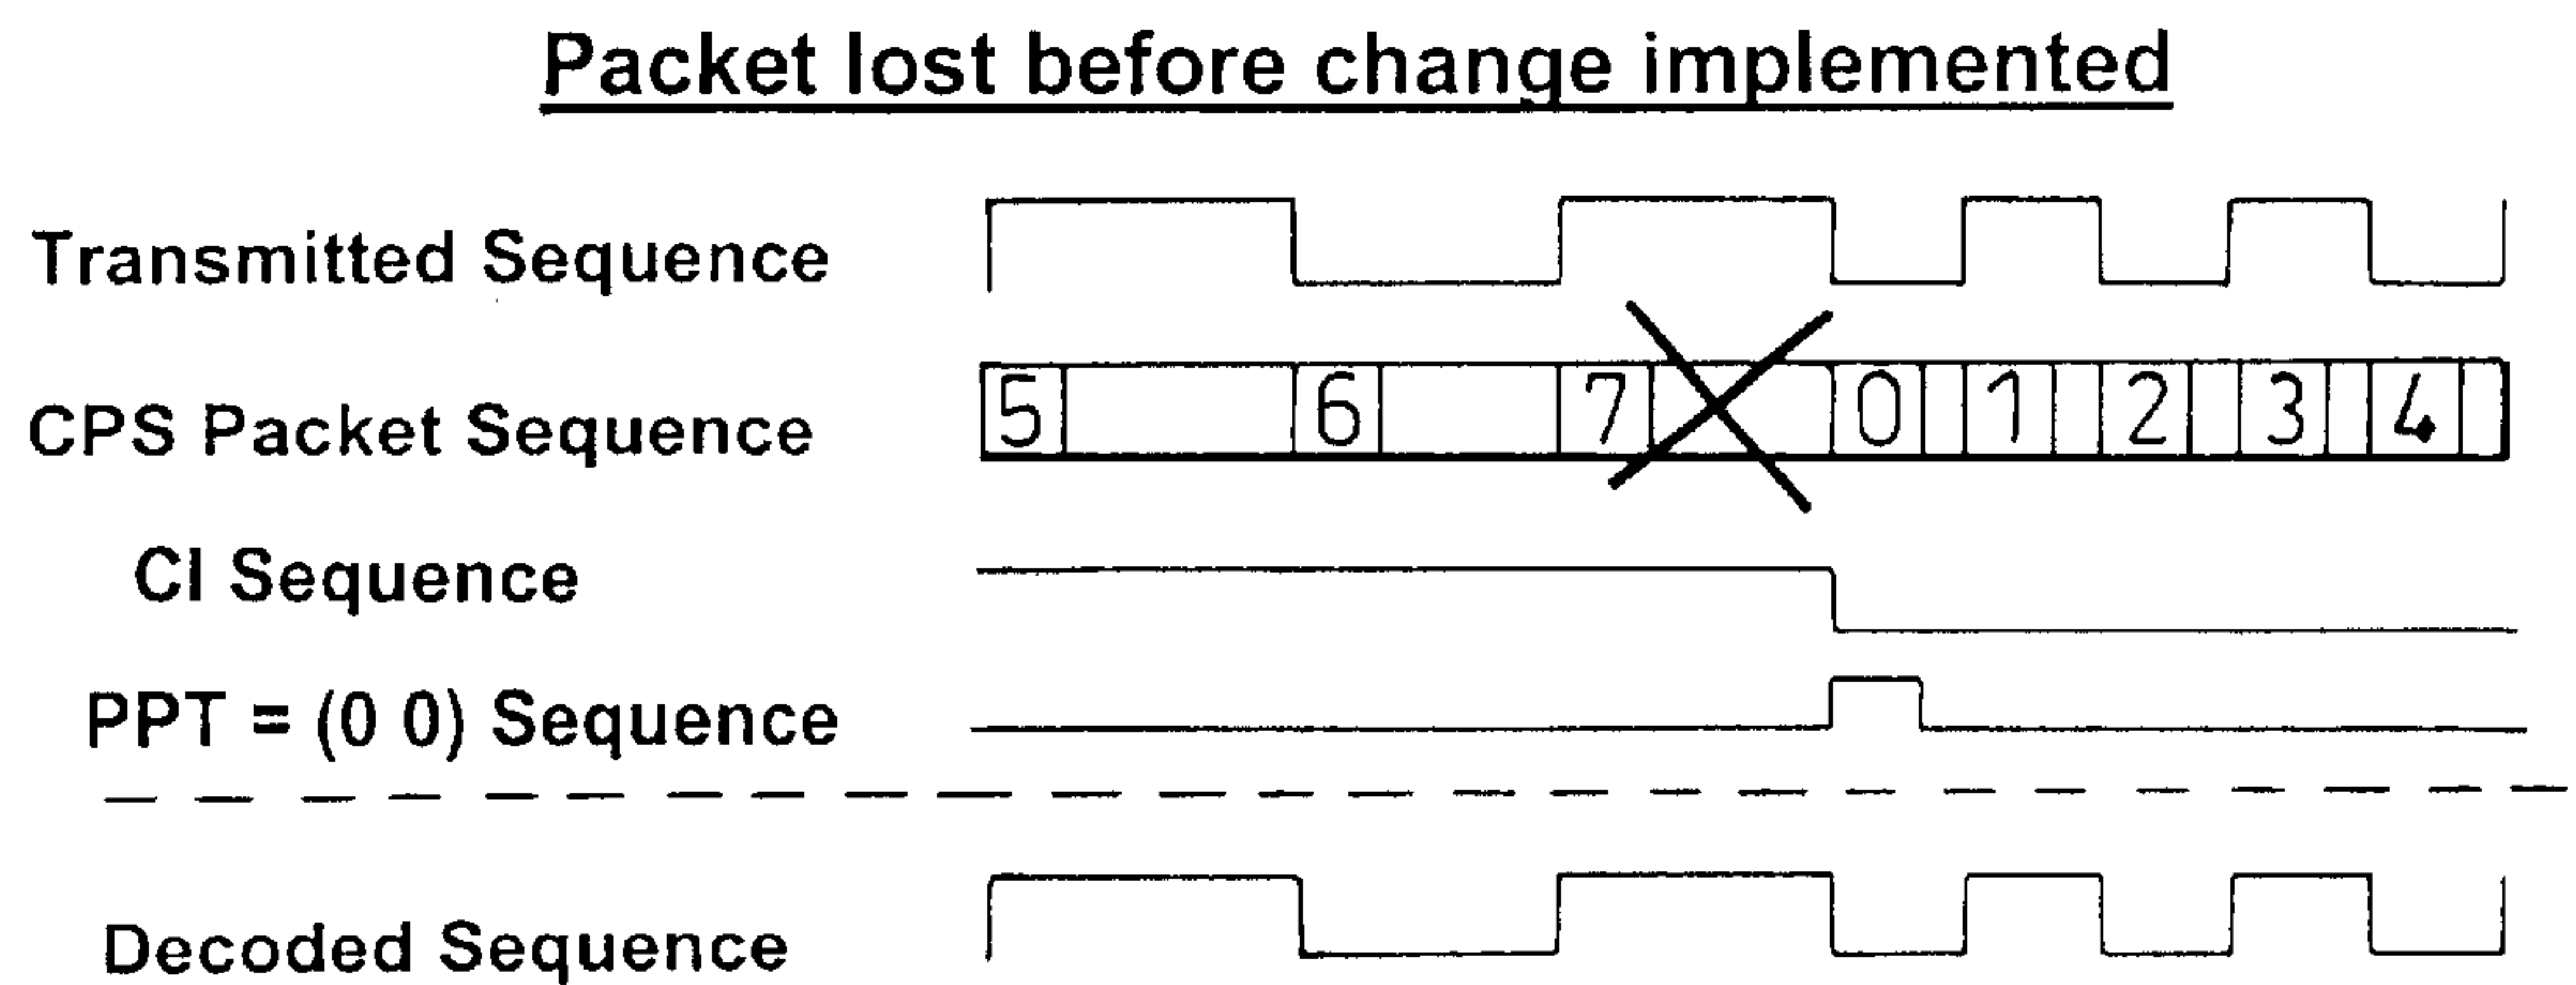 Packet lost before change implemented
Transmitted Sequence
CPS Packet Sequence 5 6 7 0 1 2 3 4
CI Sequence
PPT = (0 0) Sequence
Decoded Sequence